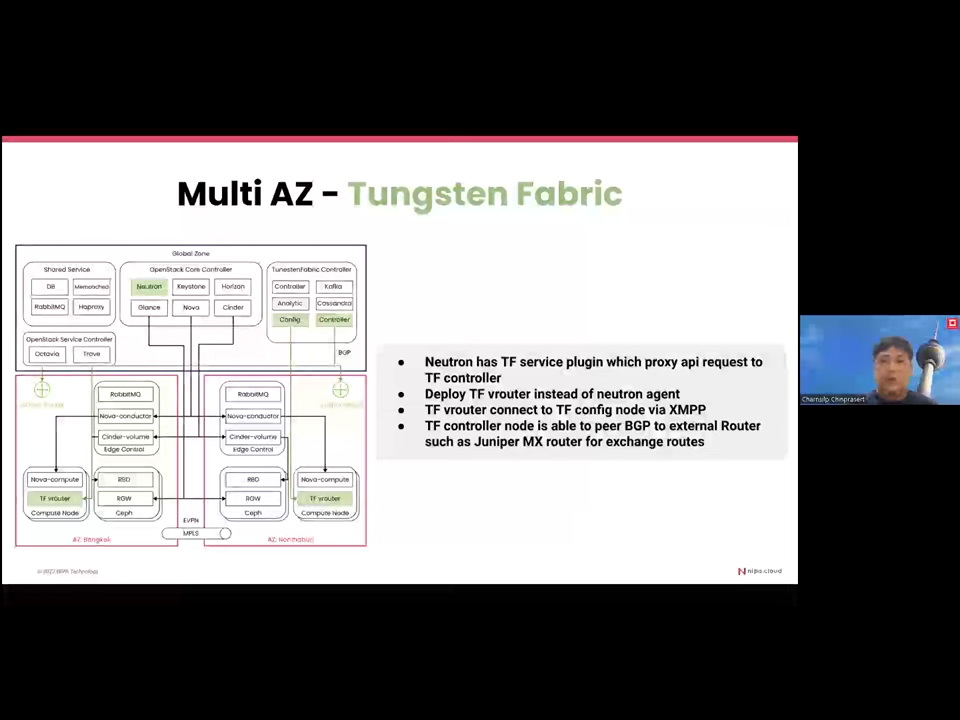 Multi AZ - Tungsten Fabric
Global Zone
Shared Service
DB
Memcached
RabbitMQ
Haproxy
OpenStack Core Controller
Neutron
Keystone
Horizon
Glance
Nova
Cinder
TunestenFabric Controller
Controller
Kafka
Analytic
Cassandra
Config
Controller
OpenStack Service Controller
Octavia
Trove
BGP
RabbitMQ
Nova-conductor
Cinder-volume
Edge Control
RabbitMQ
Nova-conductor
Cinder-volume
Edge Control
Nova-compute
TF vrouter
Compute Node
RBD
RGW
Ceph
RBD
RGW
Ceph
Nova-compute
TF vrouter
Compute Node
EVPN
MPLS
AZ: Bangkok
AZ: Nonthaburi
● Neutron has TF service plugin which proxy api request to
TF controller
● Deploy TF vrouter instead of neutron agent
● TF vrouter connect to TF config node via XMPP
● TF controller node is able to peer BGP to external Router
such as Juniper MX router for exchange routes
© 2022 NIPA Technology
nipa.cloud
Charnsilp Chinprasert